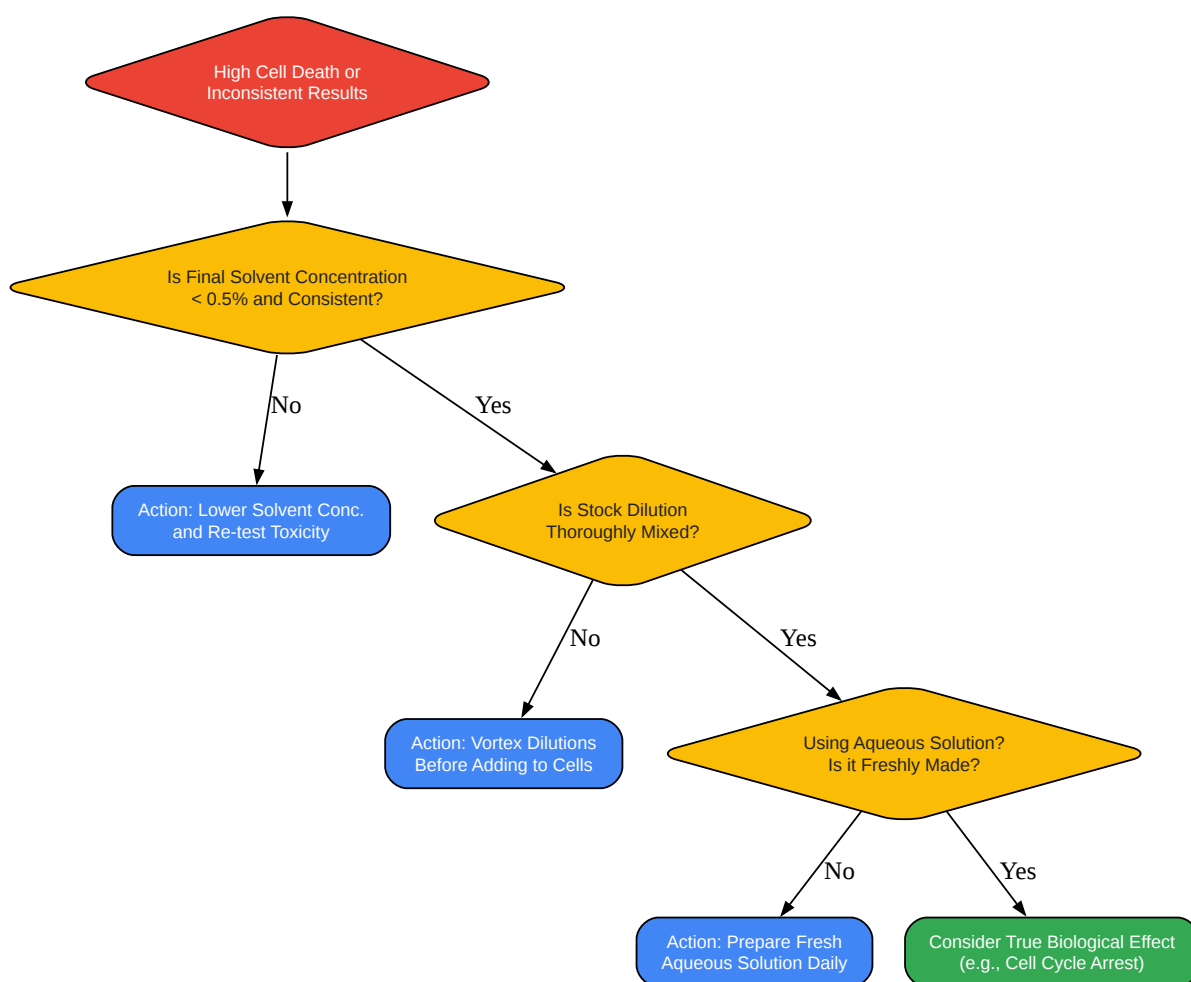 High Cell Death or
Inconsistent Results
Is Final Solvent Concentration
< 0.5% and Consistent?
No
Yes
Action: Lower Solvent Conc.
and Re-test Toxicity
Is Stock Dilution
Thoroughly Mixed?
No
Yes
Action: Vortex Dilutions
Before Adding to Cells
Using Aqueous Solution?
Is it Freshly Made?
No
Yes
Action: Prepare Fresh
Aqueous Solution Daily
Consider True Biological Effect
(e.g., Cell Cycle Arrest)